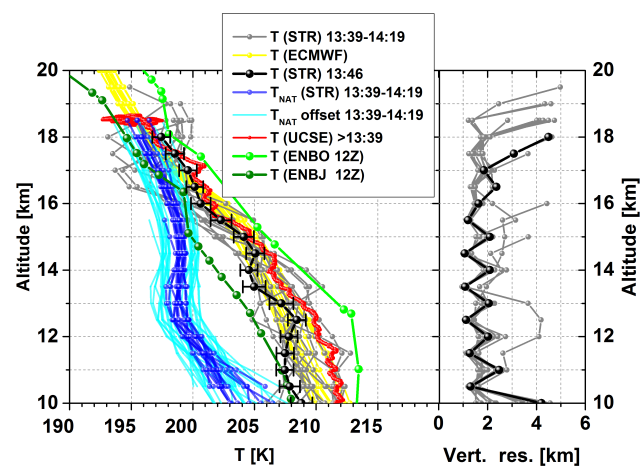 T (STR) 13:39-14:19
T (ECMWF)
T (STR) 13:46
T_NAT (STR) 13:39-14:19
T_NAT offset 13:39-14:19
T (UCSE) >13:39
T (ENBO 12Z)
T (ENBJ 12Z)
20
18
16
14
12
10
Altitude [km]
190 195 200 205 210 215
T [K]
0 2 4 6
Vert. res. [km]
20
18
16
14
12
10
Altitude [km]